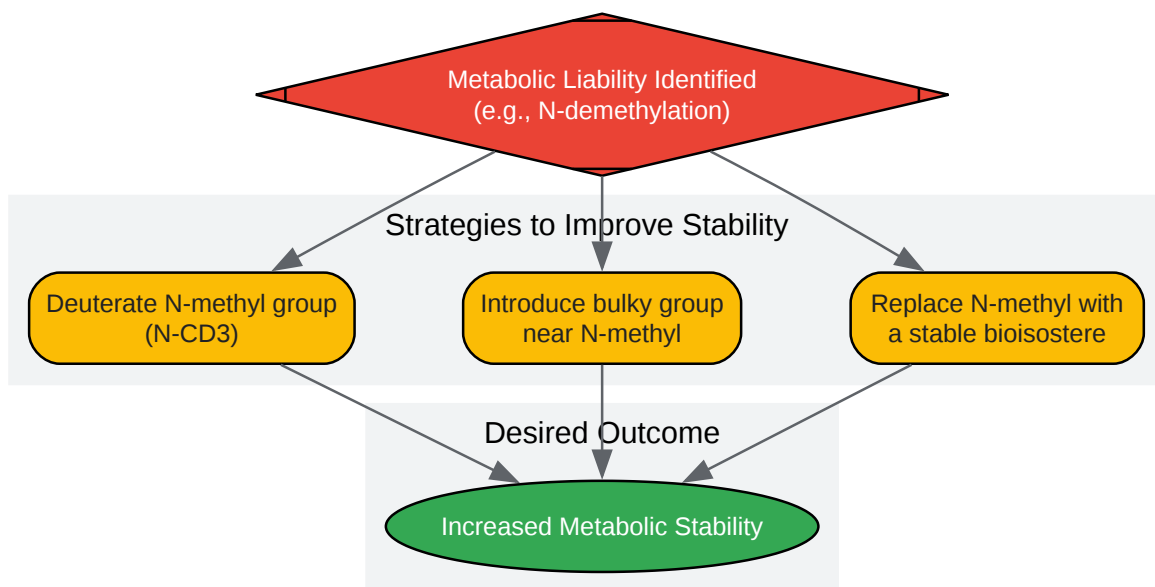 Metabolic Liability Identified
(e.g., N-demethylation)
Strategies to Improve Stability
Deuterate N-methyl group
(N-CD3)
Introduce bulky group
near N-methyl
Replace N-methyl with
a stable bioisostere
Desired Outcome
Increased Metabolic Stability